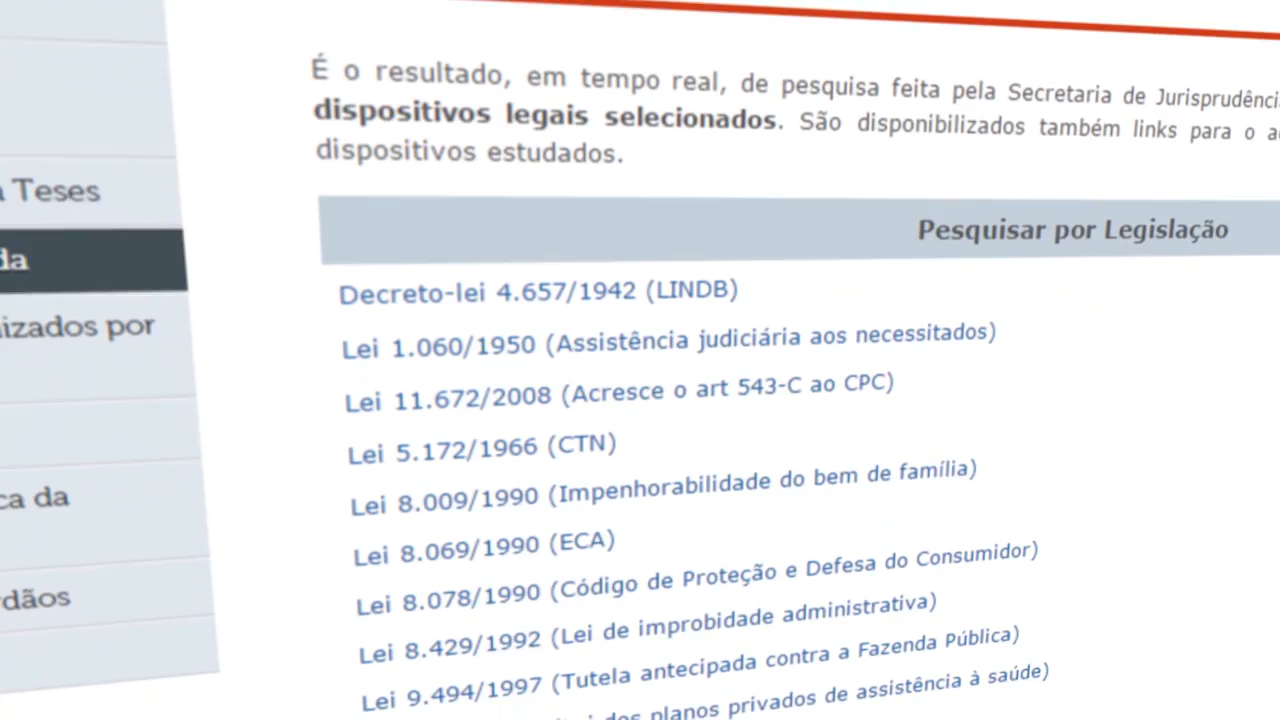 É o resultado, em tempo real, de pesquisa feita pela Secretaria de
dispositivos legais selecionados. São disponibilizados também links para o
dispositivos estudados.
Teses
Pesquisar por Legislação
Decreto-lei 4.657/1942 (LINDB)
Lei 1.060/1950 (Assistência judiciária aos necessitados)
Lei 11.672/2008 (Acresce o art 543-C ao CPC)
por
Lei 5.172/1966 (CTN)
Lei 8.009/1990 (Impenhorabilidade do bem de família)
da
Lei 8.069/1990 (ECA)
Lei 8.078/1990 (Código de Proteção e Defesa do Consumidor)
Lei 8.429/1992 (Lei de improbidade administrativa)
Lei 9.494/1997 (Tutela antecipada contra a Fazenda Pública)
dos planos privados de assistência à saúde)